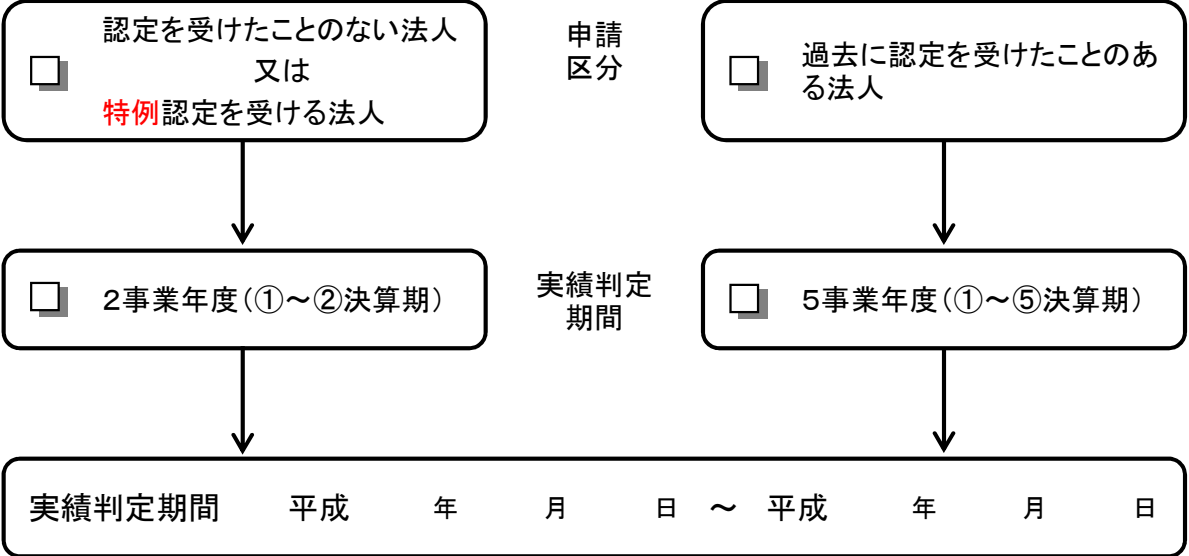 認定を受けたことのない法人
又は
特例認定を受ける法人
申請
区分
過去に認定を受けたことのあ
る法人
2事業年度(①～②決算期)
実績判定
期間
5事業年度(①～⑤決算期)
実績判定期間 平成 年 月 日 ～ 平成 年 月 日